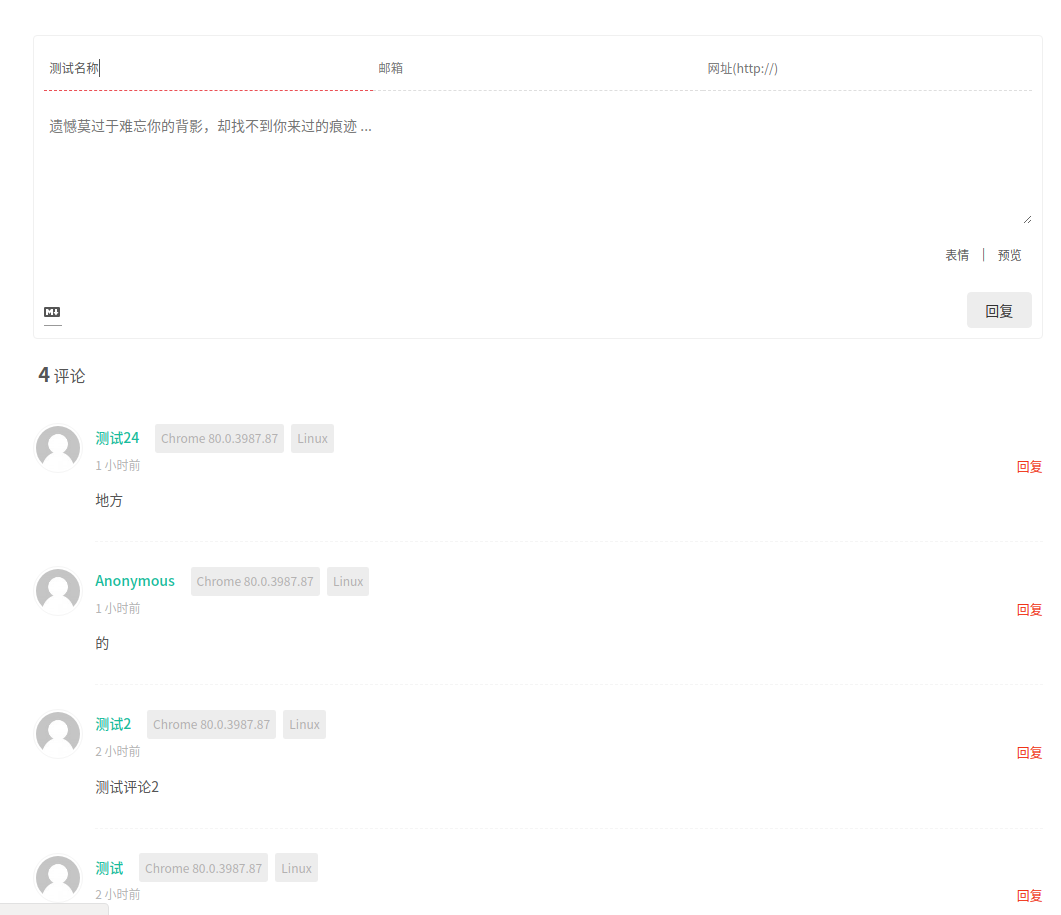 测试名称 邮箱 网址(http://)
遗憾莫过于难忘你的背影，却找不到你来过的痕迹 ...
表情 | 预览
M↓ 回复
4 评论
测试24 Chrome 80.0.3987.87 Linux
1 小时前 回复
地方
Anonymous Chrome 80.0.3987.87 Linux
1 小时前 回复
的
测试2 Chrome 80.0.3987.87 Linux
2 小时前 回复
测试评论2
测试 Chrome 80.0.3987.87 Linux
2 小时前 回复